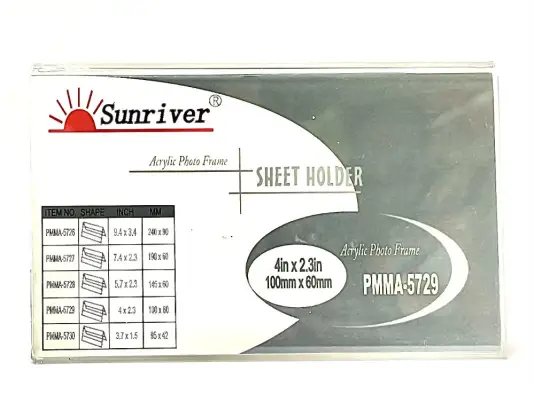 Sunriver®
Acrylic Photo Frame
SHEET HOLDER
ITEM NO. SHAPE INCH MM
PMMA-5726 9.4 x 3.4 240 x 90
PMMA-5727 7.4 x 2.3 190 x 60
PMMA-5728 5.7 x 2.3 145 x 60
PMMA-5729 4 x 2.3 100 x 60
PMMA-5730 3.7 x 1.6 95 x 42
4in x 2.3in
100mm x 60mm
Acrylic Photo Frame
PMMA-5729